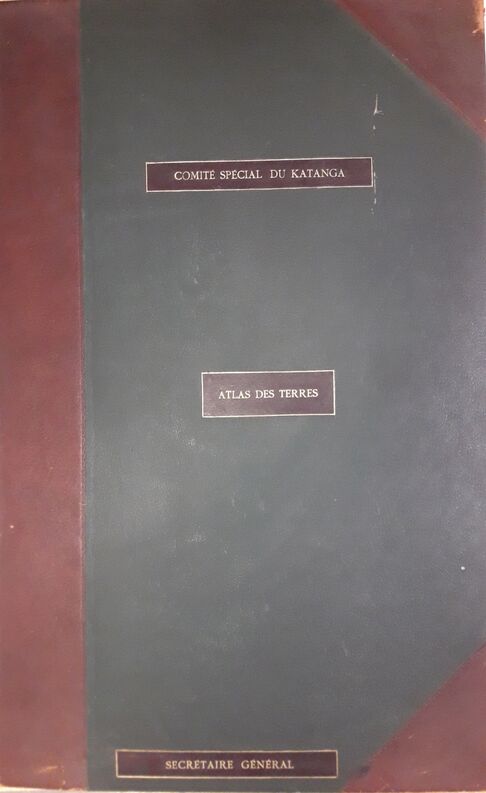 COMITÉ SPÉCIAL DU KATANGA
ATLAS DES TERRES
SECRÉTAIRE GÉNÉRAL